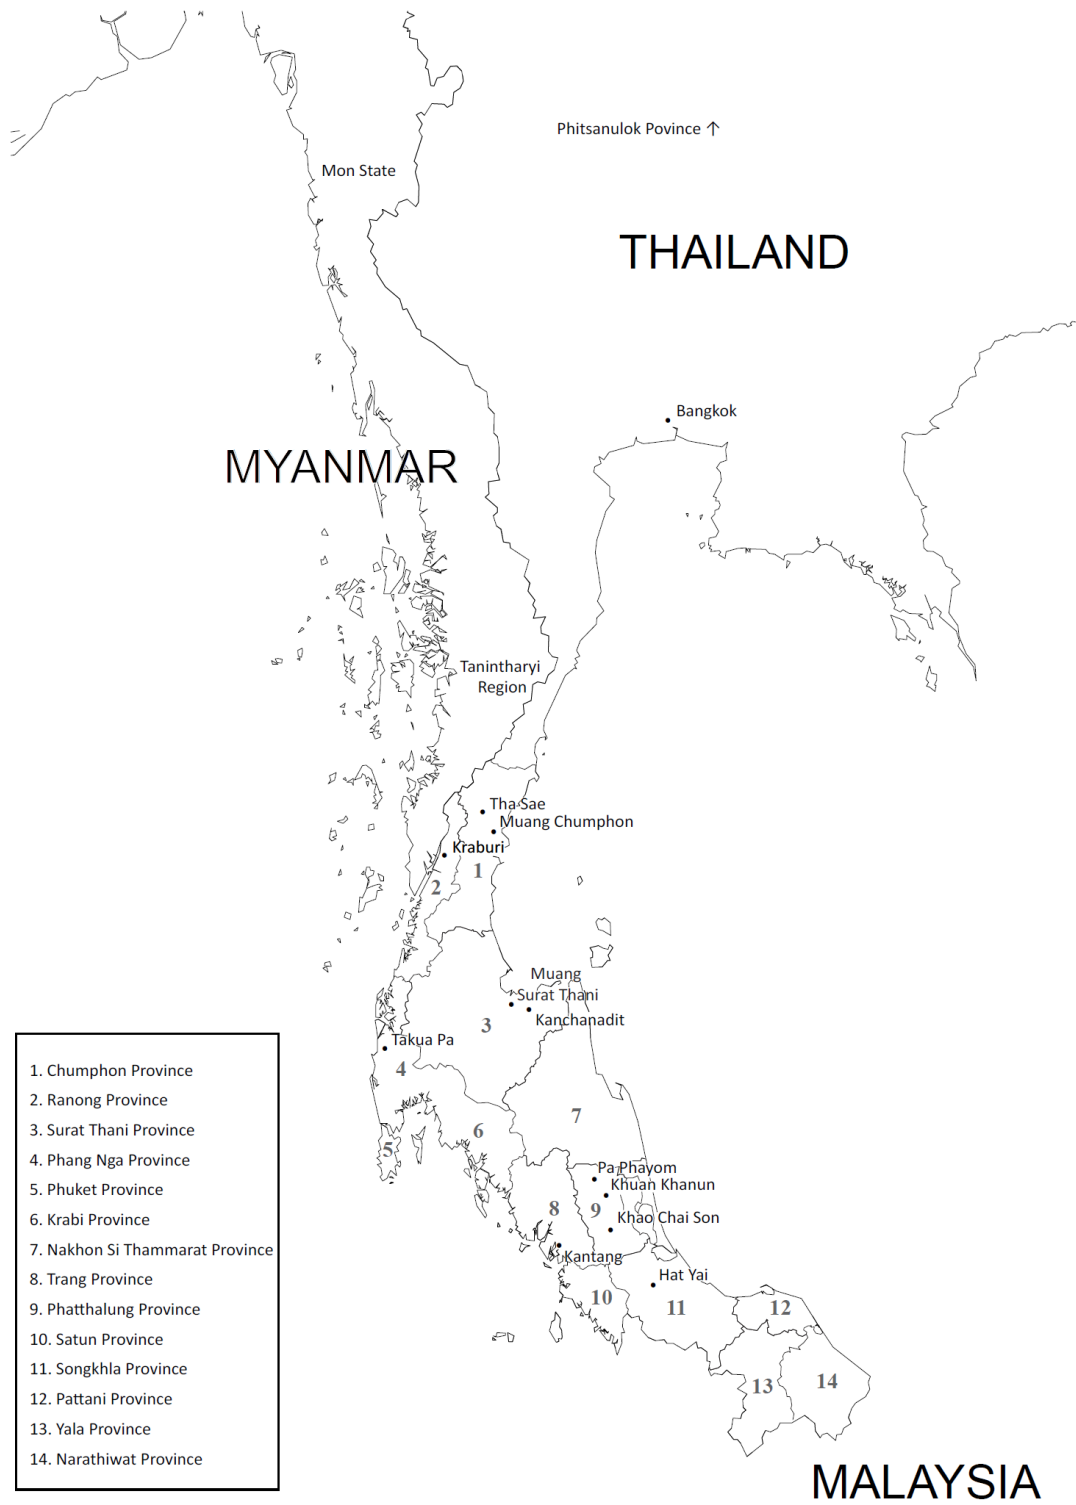 Phitsanulok Povince ↑
Mon State
THAILAND
Bangkok
MYANMAR
Tanintharyi
Region
Tha Sae
Muang Chumphon
Kraburi
1
2
Muang
Surat Thani
Kanchanadit
3
Takua Pa
4
7
6
5
Pa Phayom
Khuan Khanun
8
9
Khao Chai Son
Kantang
Hat Yai
10
11
12
13
14
1. Chumphon Province
2. Ranong Province
3. Surat Thani Province
4. Phang Nga Province
5. Phuket Province
6. Krabi Province
7. Nakhon Si Thammarat Province
8. Trang Province
9. Phatthalung Province
10. Satun Province
11. Songkhla Province
12. Pattani Province
13. Yala Province
14. Narathiwat Province
MALAYSIA